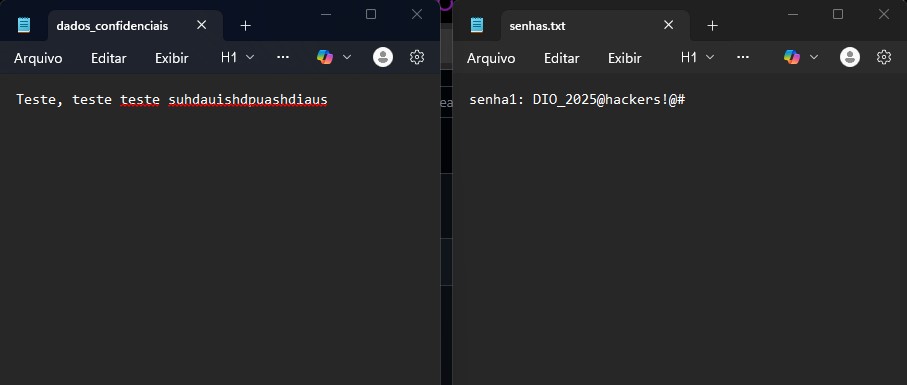 dados_confidenciais
Arquivo Editar Exibir H1
Teste, teste teste suhdauishdpuashdiaus
senhas.txt
Arquivo Editar Exibir H1
senha1: DIO_2025@hackers!@#